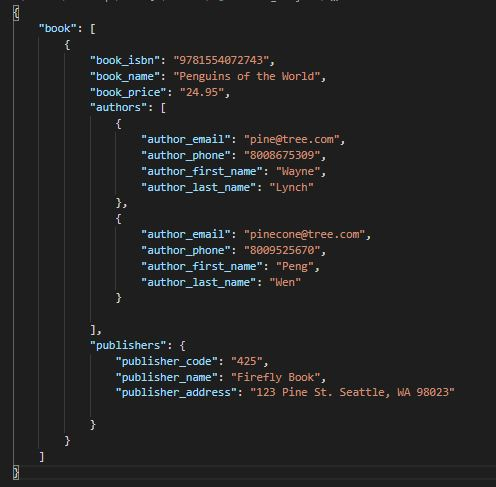 {
    "book": [
        {
            "book_isbn": "9781554072743",
            "book_name": "Penguins of the World",
            "book_price": "24.95",
            "authors": [
                {
                    "author_email": "pine@tree.com",
                    "author_phone": "8008675309",
                    "author_first_name": "Wayne",
                    "author_last_name": "Lynch"
                },
                {
                    "author_email": "pinecone@tree.com",
                    "author_phone": "8009525670",
                    "author_first_name": "Peng",
                    "author_last_name": "Wen"
                }

            ],
            "publishers": {
                "publisher_code": "425",
                "publisher_name": "Firefly Book",
                "publisher_address": "123 Pine St. Seattle, WA 98023"

            }
        }
    ]
}